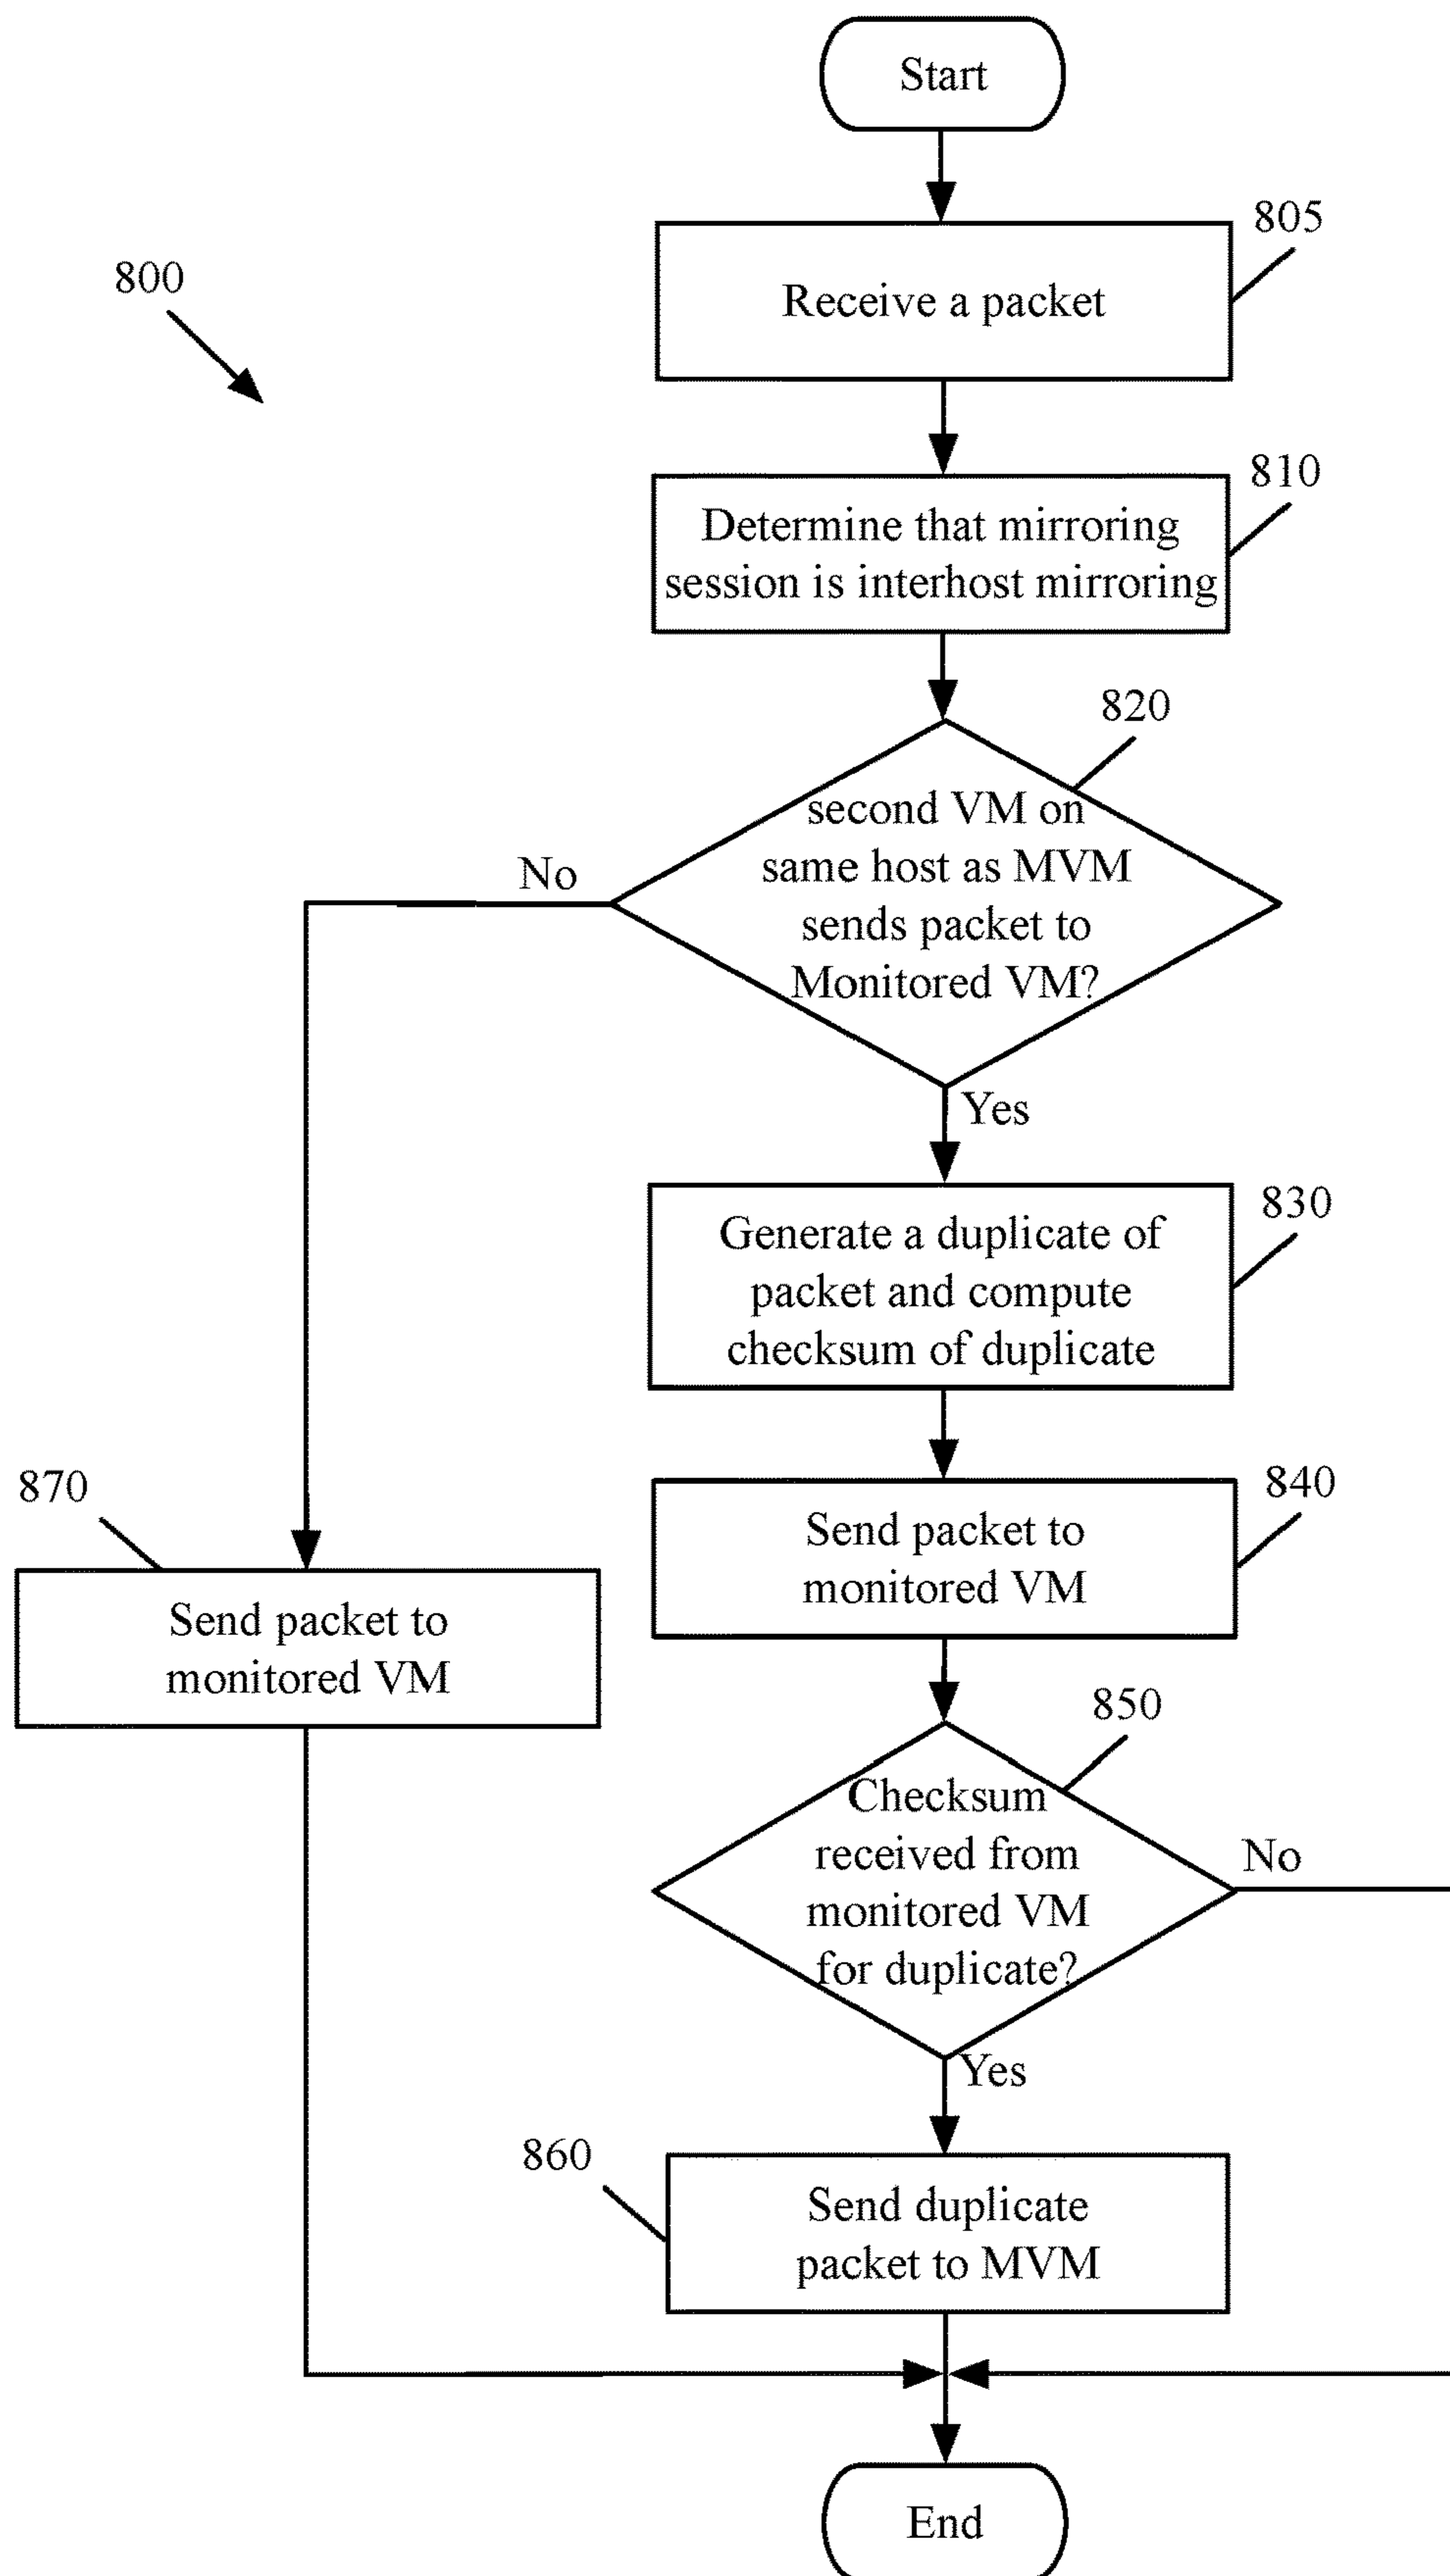 Start
805
800
Receive a packet
810
Determine that mirroring
session is interhost mirroring
820
second VM on
same host as MVM
sends packet to
Monitored VM?
No
Yes
830
Generate a duplicate of
packet and compute
checksum of duplicate
840
Send packet to
monitored VM
870
Send packet to
monitored VM
850
Checksum
received from
monitored VM
for duplicate?
No
Yes
860
Send duplicate
packet to MVM
End